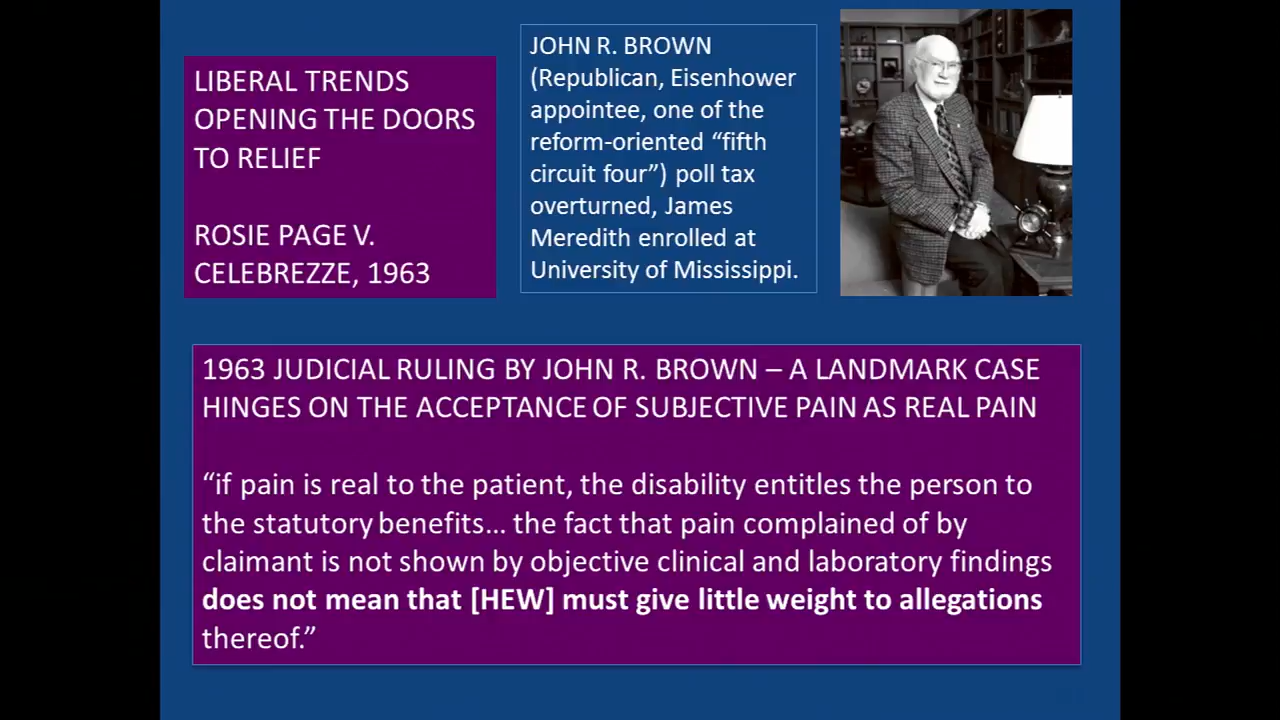 LIBERAL TRENDS
OPENING THE DOORS
TO RELIEF
ROSIE PAGE V.
CELEBREZZE, 1963
JOHN R. BROWN
(Republican, Eisenhower
appointee, one of the
reform-oriented “fifth
circuit four”) poll tax
overturned, James
Meredith enrolled at
University of Mississippi.
1963 JUDICIAL RULING BY JOHN R. BROWN – A LANDMARK CASE
HINGES ON THE ACCEPTANCE OF SUBJECTIVE PAIN AS REAL PAIN
“if pain is real to the patient, the disability entitles the person to
the statutory benefits… the fact that pain complained of by
claimant is not shown by objective clinical and laboratory findings
does not mean that [HEW] must give little weight to allegations
thereof.”